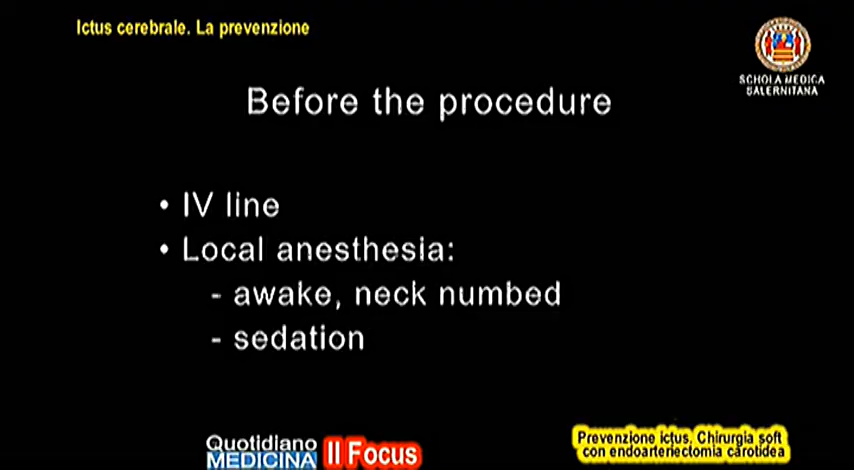 Ictus cerebrale. La prevenzione
SCHOLA MEDICA
SALERNITANA
Before the procedure
• IV line
• Local anesthesia:
- awake, neck numbed
- sedation
Quotidiano
MEDICINA Il Focus
Prevenzione ictus. Chirurgia soft
con endoarteriectomia carotidea